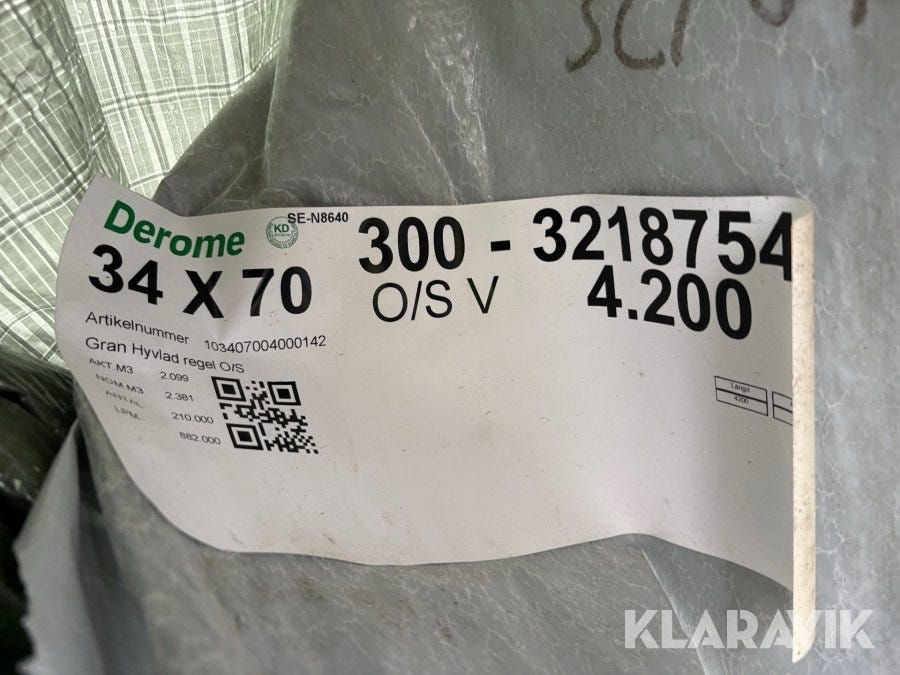 SCA
Derome
KD
SE-N8640
300 - 3218754
34 X 70
O/S V
4.200
Artikelnummer 103407004000142
Gran Hyvlad regel O/S
AKT.M3 2.099
NOM M3 2.381
ANTAL 210.000
LPM 882.000
Längd
4200
KLARAVIK